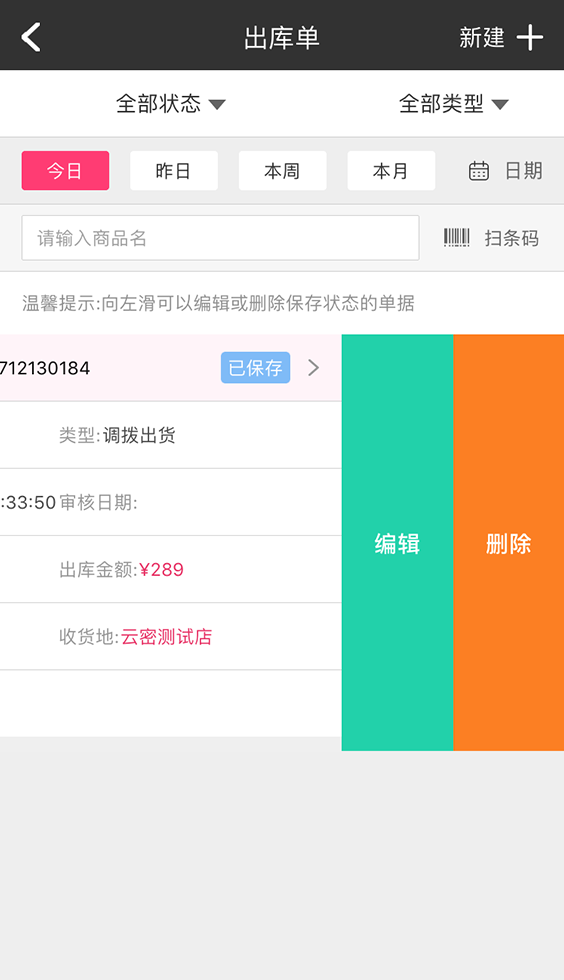 出库单 新建
全部状态 全部类型
今日 昨日 本周 本月 日期
请输入商品名 扫条码
温馨提示:向左滑可以编辑或删除保存状态的单据
712130184 已保存
类型:调拨出货
:33:50 审核日期:
编辑 删除
出库金额:¥289
收货地:云密测试店